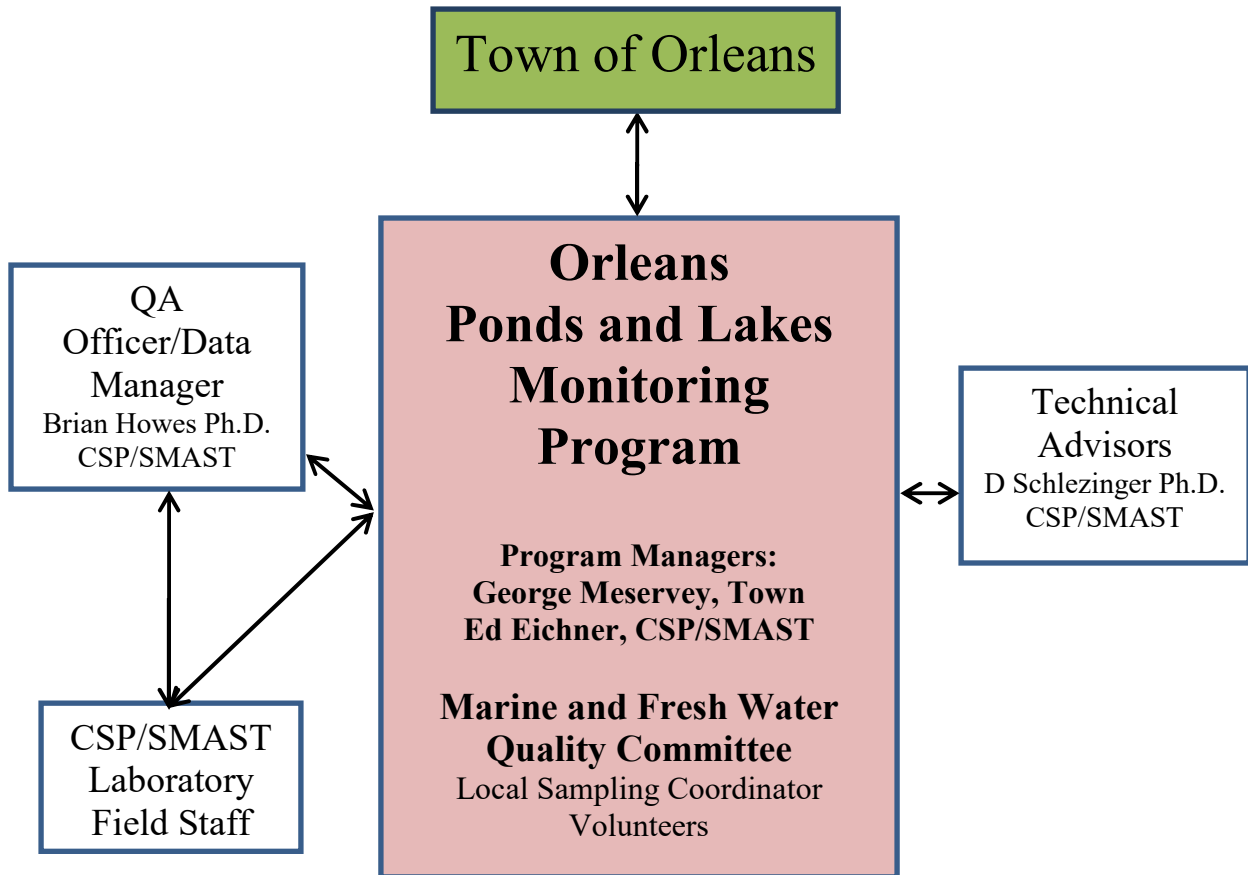 Town of Orleans
Orleans
Ponds and Lakes
Monitoring
Program
Program Managers:
George Meservey, Town
Ed Eichner, CSP/SMAST
Marine and Fresh Water
Quality Committee
Local Sampling Coordinator
Volunteers
QA
Officer/Data
Manager
Brian Howes Ph.D.
CSP/SMAST
CSP/SMAST
Laboratory
Field Staff
Technical
Advisors
D Schlezinger Ph.D.
CSP/SMAST